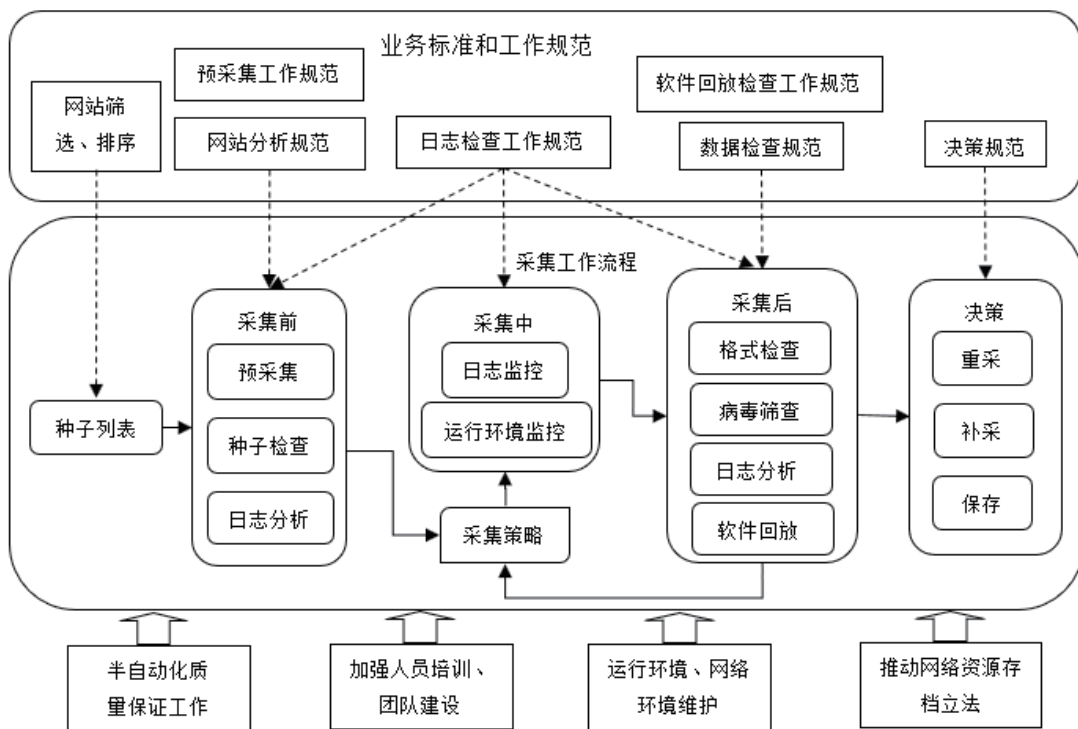 业务标准和工作规范
预采集工作规范
软件回放检查工作规范
网站筛
选、排序
网站分析规范
日志检查工作规范
数据检查规范
决策规范
采集工作流程
采集前
预采集
种子检查
日志分析
种子列表
采集中
日志监控
运行环境监控
采集策略
采集后
格式检查
病毒筛查
日志分析
软件回放
决策
重采
补采
保存
半自动化质
量保证工作
加强人员培训、
团队建设
运行环境、网络
环境维护
推动网络资源存
档立法